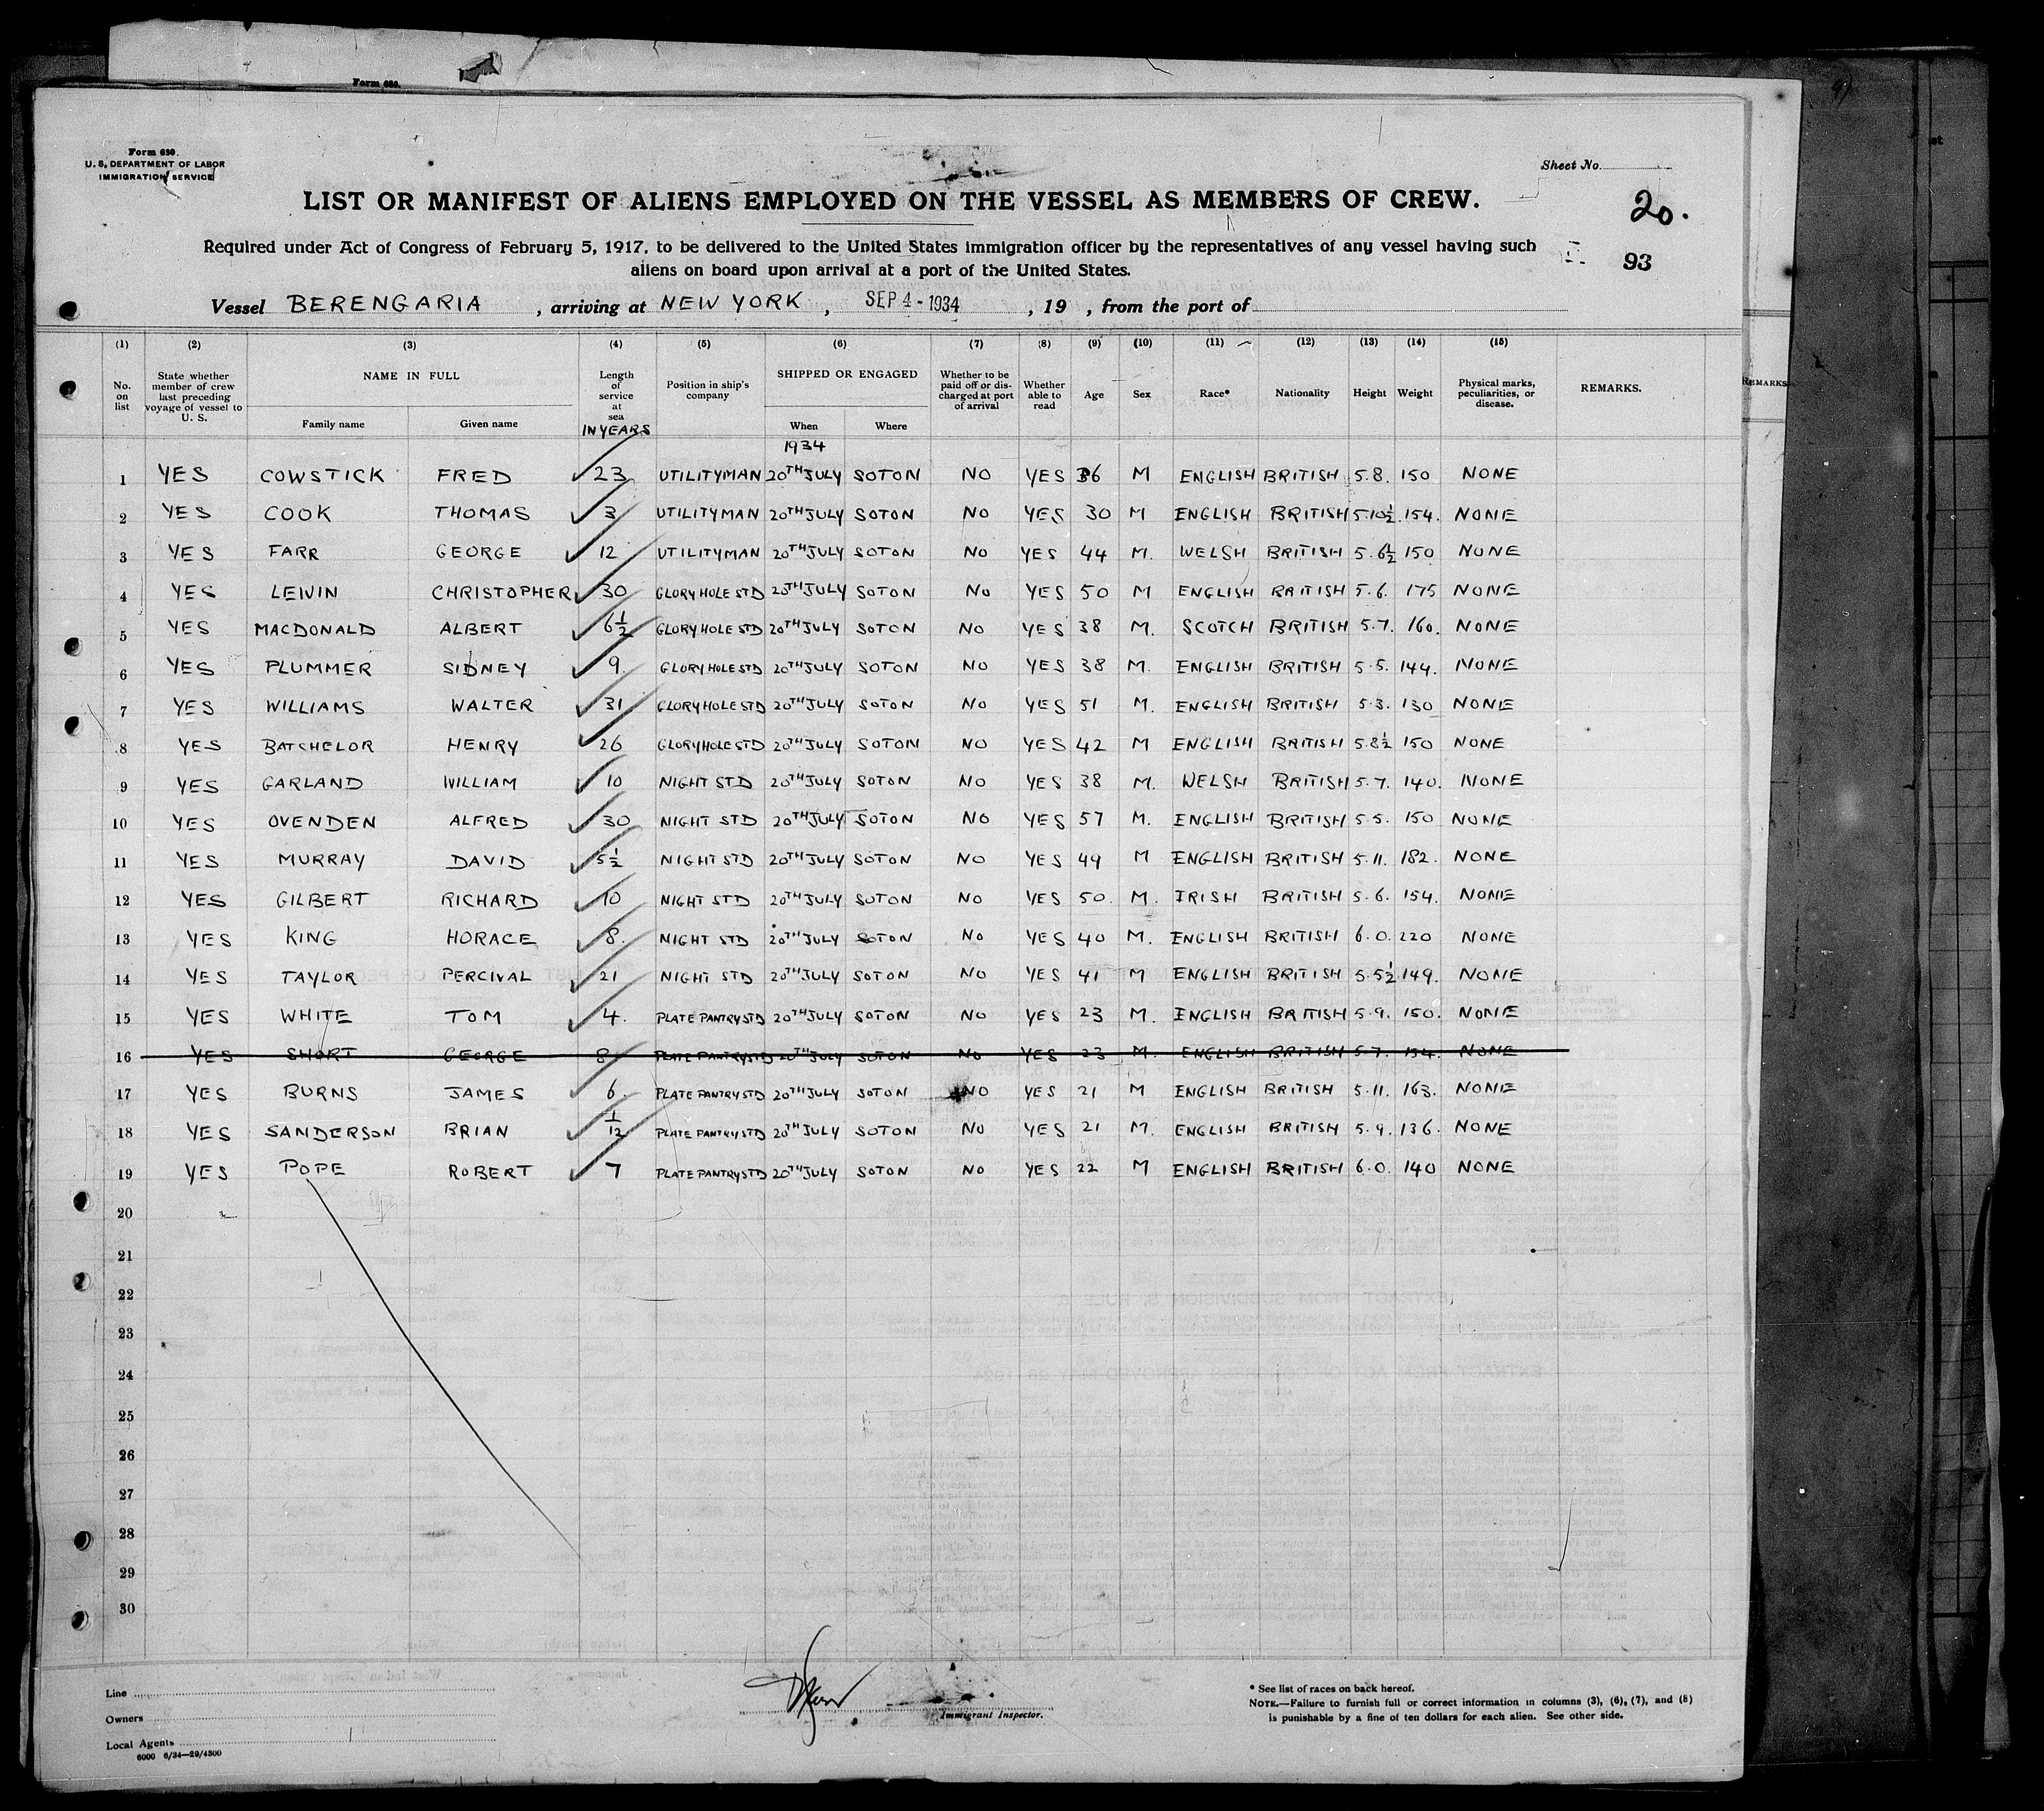 Form 680.
Form 680.
U. S. DEPARTMENT OF LABOR
IMMIGRATION SERVICE
Sheet No.
LIST OR MANIFEST OF ALIENS EMPLOYED ON THE VESSEL AS MEMBERS OF CREW.
20.
Required under Act of Congress of February 5, 1917, to be delivered to the United States immigration officer by the representatives of any vessel having such
aliens on board upon arrival at a port of the United States.
93
Vessel BERENGARIA , arriving at NEW YORK , SEP 4 - 1934 , 19 , from the port of
(1) (2) (3) (4) (5) (6) (7) (8) (9) (10) (11) (12) (13) (14) (15)
No. on list State whether member of crew last preceding voyage of vessel to U. S. NAME IN FULL Family name Given name Length of service at sea IN YEARS Position in ship's company SHIPPED OR ENGAGED When Where Whether to be paid off or discharged at port of arrival Whether able to read Age Sex Race* Nationality Height Weight Physical marks, peculiarities, or disease. REMARKS. REMARKS
1934
1 YES COWSTICK FRED 23 UTILITYMAN 20TH JULY SOTON NO YES 36 M ENGLISH BRITISH 5.8. 150 NONE
2 YES COOK THOMAS 3 UTILITYMAN 20TH JULY SOTON NO YES 30 M ENGLISH BRITISH 5.10½ 154. NONE
3 YES FARR GEORGE 12 UTILITYMAN 20TH JULY SOTON NO YES 44 M. WELSH BRITISH 5.6½ 150 NONE
4 YES LEIVIN CHRISTOPHER 30 GLORY HOLE STD 20TH JULY SOTON NO YES 50 M ENGLISH BRITISH 5.6. 175 NONE
5 YES MACDONALD ALBERT 6½ GLORY HOLE STD 20TH JULY SOTON NO YES 38 M. SCOTCH BRITISH 5.7. 160. NONE
6 YES PLUMMER SIDNEY 9. GLORY HOLE STD 20TH JULY SOTON NO YES 38 M. ENGLISH BRITISH 5.5. 144. NONE
7 YES WILLIAMS WALTER 31 GLORY HOLE STD 20TH JULY SOTON NO YES 51 M. ENGLISH BRITISH 5.3. 130 NONE
8 YES BATCHELOR HENRY 26 GLORY HOLE STD 20TH JULY SOTON NO YES 42 M ENGLISH BRITISH 5.8½ 150 NONE
9 YES GARLAND WILLIAM 10 NIGHT STD 20TH JULY SOTON NO YES 38 M. WELSH BRITISH 5.7. 140. NONE
10 YES OVENDEN ALFRED 30 NIGHT STD 20TH JULY SOTON NO YES 57 M. ENGLISH BRITISH 5.5. 150 NONE
11 YES MURRAY DAVID 5½ NIGHT STD 20TH JULY SOTON NO YES 49 M ENGLISH BRITISH 5.11. 182. NONE
12 YES GILBERT RICHARD 10 NIGHT STD 20TH JULY SOTON NO YES 50. M. IRISH BRITISH 5.6. 154. NONE
13 YES KING HORACE 8. NIGHT STD 20TH JULY SOTON NO YES 40 M. ENGLISH BRITISH 6.0. 220 NONE
14 YES TAYLOR PERCIVAL 21 NIGHT STD 20TH JULY SOTON NO YES 41 M ENGLISH BRITISH 5.5½ 149. NONE
15 YES WHITE TOM 4. PLATE PANTRY STD 20TH JULY SOTON NO YES 23 M. ENGLISH BRITISH 5.9. 150. NONE
16 YES SHORT GEORGE 8 PLATE PANTRY STD 20TH JULY SOTON NO YES 23 M. ENGLISH BRITISH 5.7. 134. NONE
17 YES BURNS JAMES 6. PLATE PANTRY STD 20TH JULY SOTON NO YES 21 M ENGLISH BRITISH 5.11. 163. NONE
18 YES SANDERSON BRIAN 1/12 PLATE PANTRY STD 20TH JULY SOTON NO YES 21 M. ENGLISH BRITISH 5.9. 136. NONE
19 YES POPE ROBERT 7 PLATE PANTRY STD 20TH JULY SOTON NO YES 22 M ENGLISH BRITISH 6.0. 140 NONE
20
21
22
23
24
25
26
27
28
29
30
Line
Owners
Local Agents
6000 6/34—29/4300
Immigrant Inspector.
* See list of races on back hereof.
NOTE.—Failure to furnish full or correct information in columns (3), (6), (7), and (8)
is punishable by a fine of ten dollars for each alien. See other side.